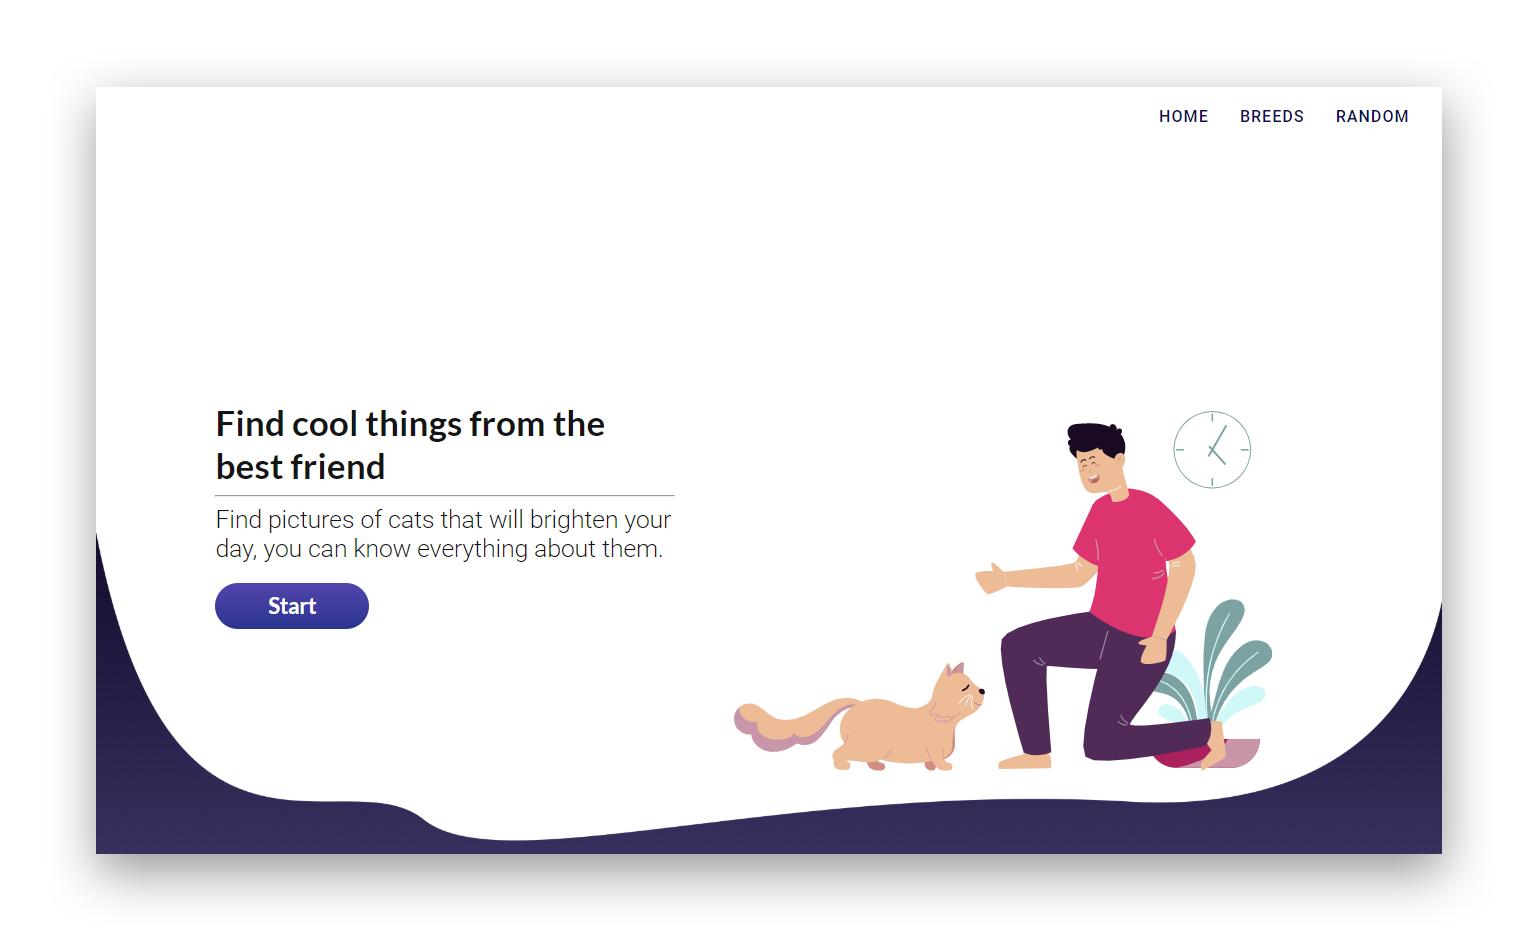 HOME BREEDS RANDOM
Find cool things from the
best friend
Find pictures of cats that will brighten your
day, you can know everything about them.
Start